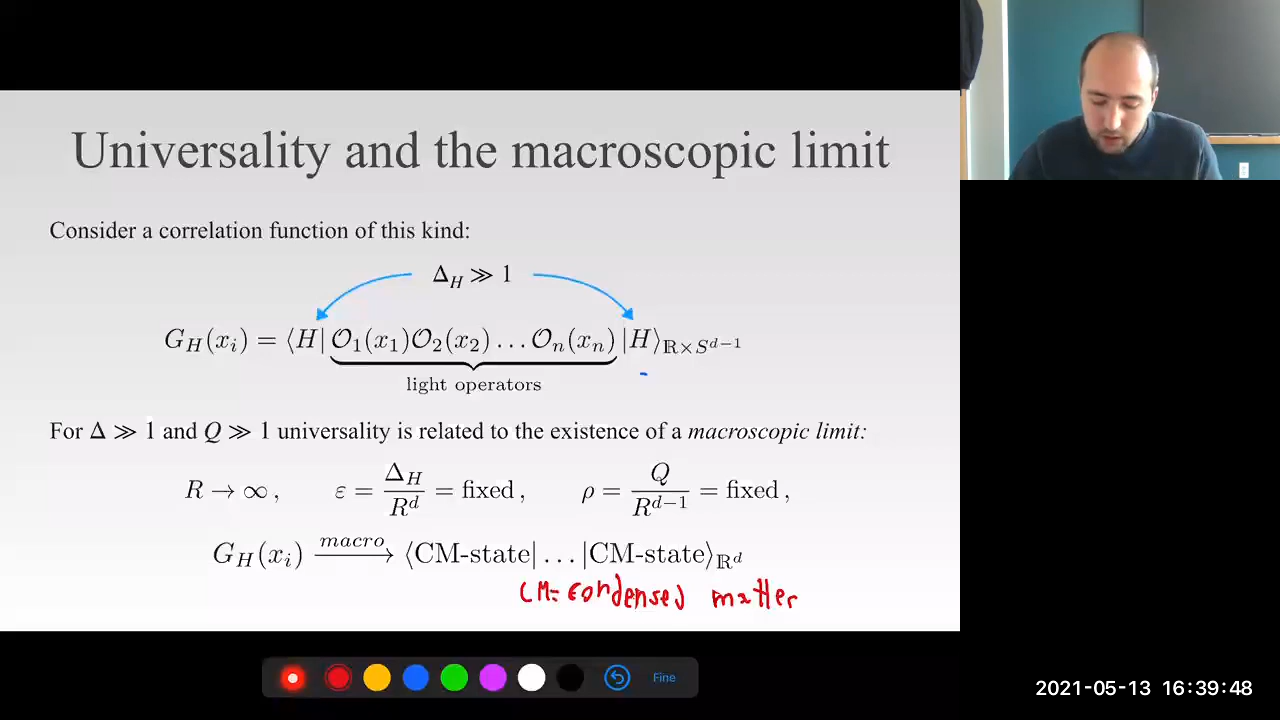 Universality and the macroscopic limit
Consider a correlation function of this kind:
Δ_H ≫ 1
G_H(x_i) = ⟨H| 𝒪_1(x_1)𝒪_2(x_2) … 𝒪_n(x_n) |H⟩_{ℝ×S^{d−1}}
light operators
For Δ ≫ 1 and Q ≫ 1 universality is related to the existence of a macroscopic limit:
R → ∞ ,  ε = Δ_H / R^d = fixed ,  ρ = Q / R^{d−1} = fixed ,
G_H(x_i) —macro→ ⟨CM-state| … |CM-state⟩_{ℝ^d}
CM= condensed matter
Fine
2021-05-13 16:39:48